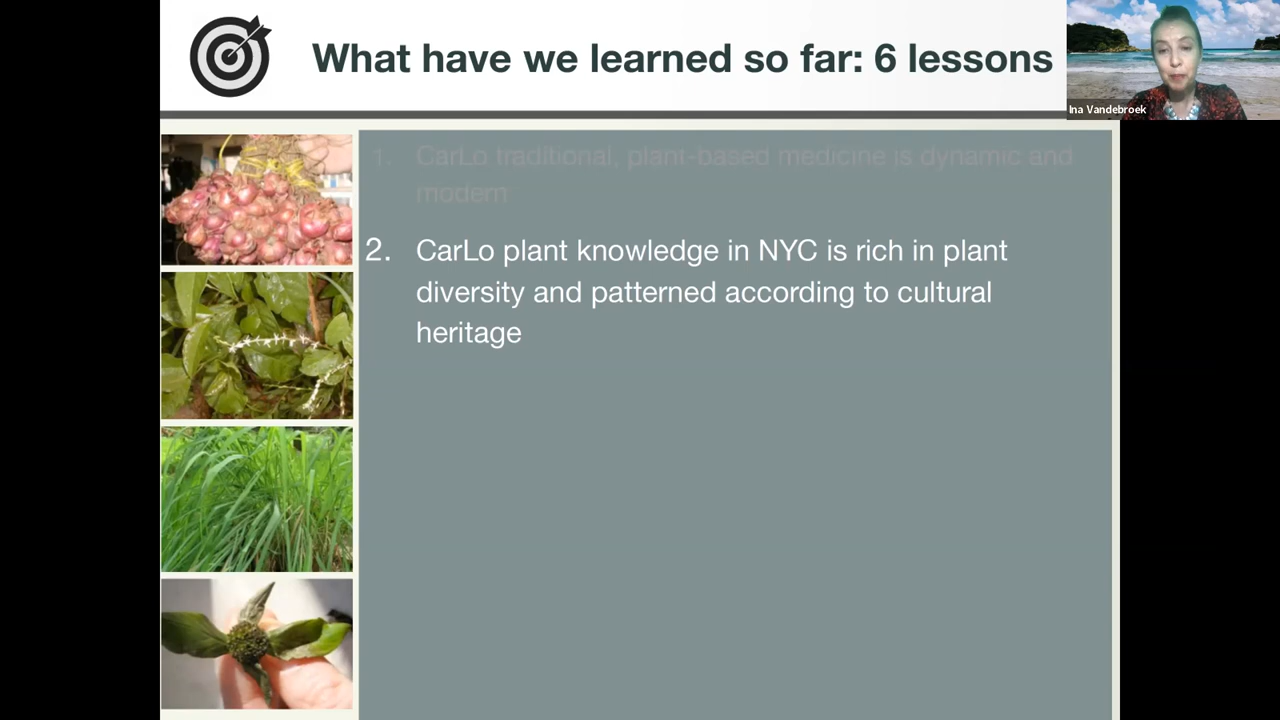 What have we learned so far: 6 lessons
Ina Vandebroek
1. CarLo traditional, plant-based medicine is dynamic and
modern
2. CarLo plant knowledge in NYC is rich in plant
diversity and patterned according to cultural
heritage